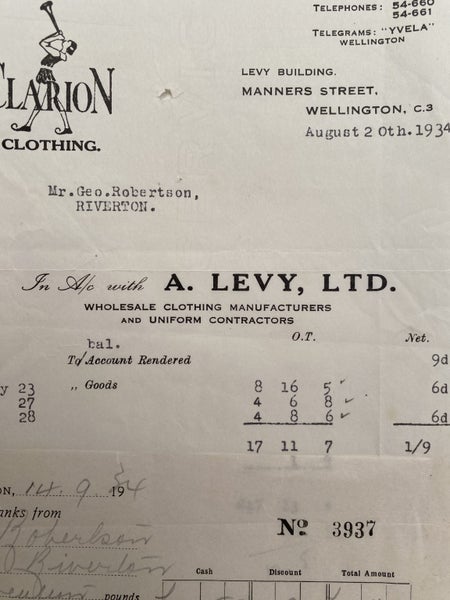 TELEPHONES: 54-660
54-661
TELEGRAMS: "YVELA"
WELLINGTON
CLARION
CLOTHING.
LEVY BUILDING.
MANNERS STREET,
WELLINGTON, C.3
August 20th. 1934
Mr. Geo. Robertson,
RIVERTON.
In A/c with A. LEVY, LTD.
WHOLESALE CLOTHING MANUFACTURERS
AND UNIFORM CONTRACTORS
bal. O.T. Net.
To Account Rendered 9d
y 23 ,, Goods 8 16 5 6d
27 4 6 8
28 4 8 6 6d
17 11 7 1/9
ON, 14. 9. 1934
anks from
Robertson
Riverton
pounds
No 3937
Cash Discount Total Amount